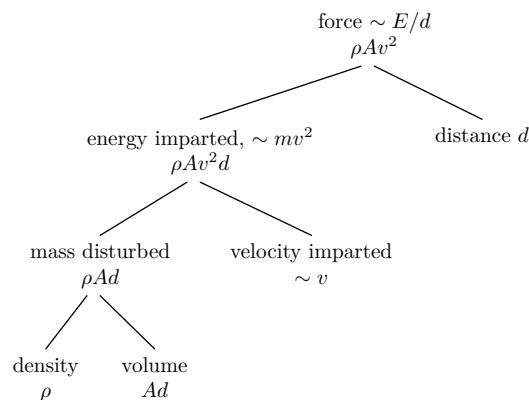 force ∼ E/d
ρAv²
energy imparted, ∼ mv²
ρAv²d
distance d
mass disturbed
ρAd
velocity imparted
∼ v
density
ρ
volume
Ad